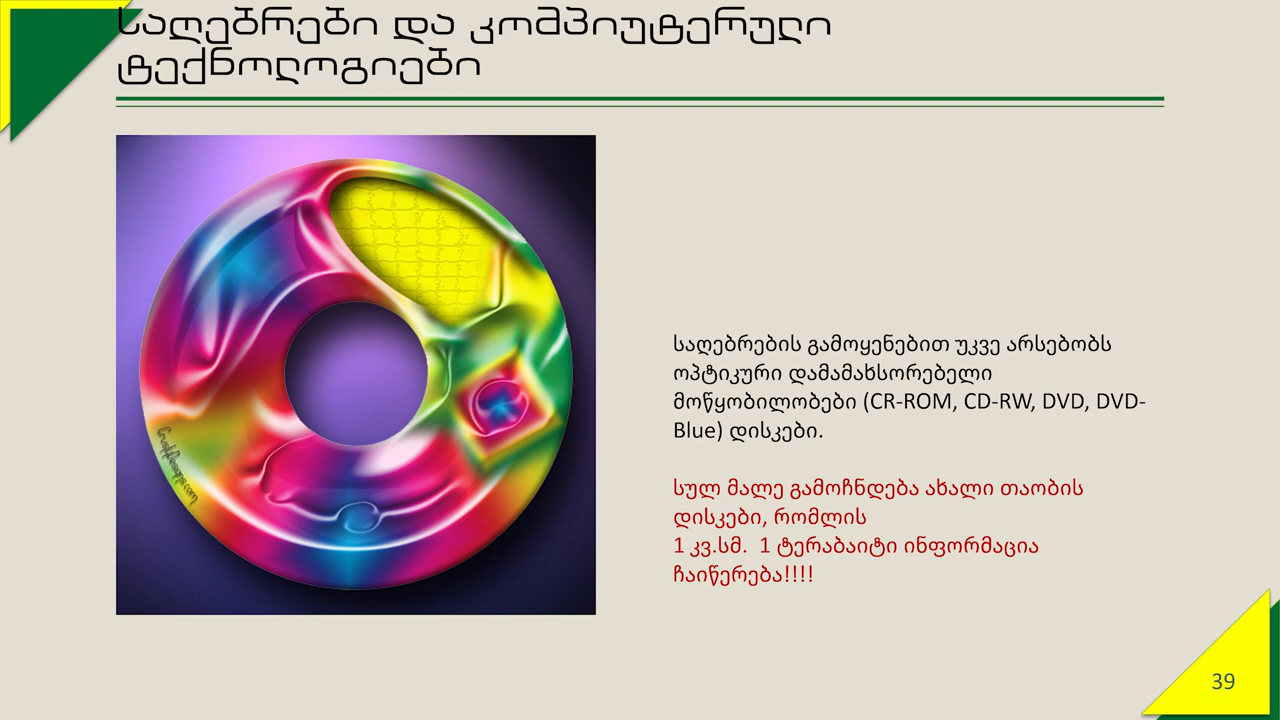 საღებრები და კომპიუტერული
ტექნოლოგიები
საღებრების გამოყენებით უკვე არსებობს
ოპტიკური დამამახსორებელი
მოწყობილობები (CR-ROM, CD-RW, DVD, DVD-
Blue) დისკები.
სულ მალე გამოჩნდება ახალი თაობის
დისკები, რომლის
1 კვ.სმ. 1 ტერაბაიტი ინფორმაცია
ჩაიწერება!!!!
39